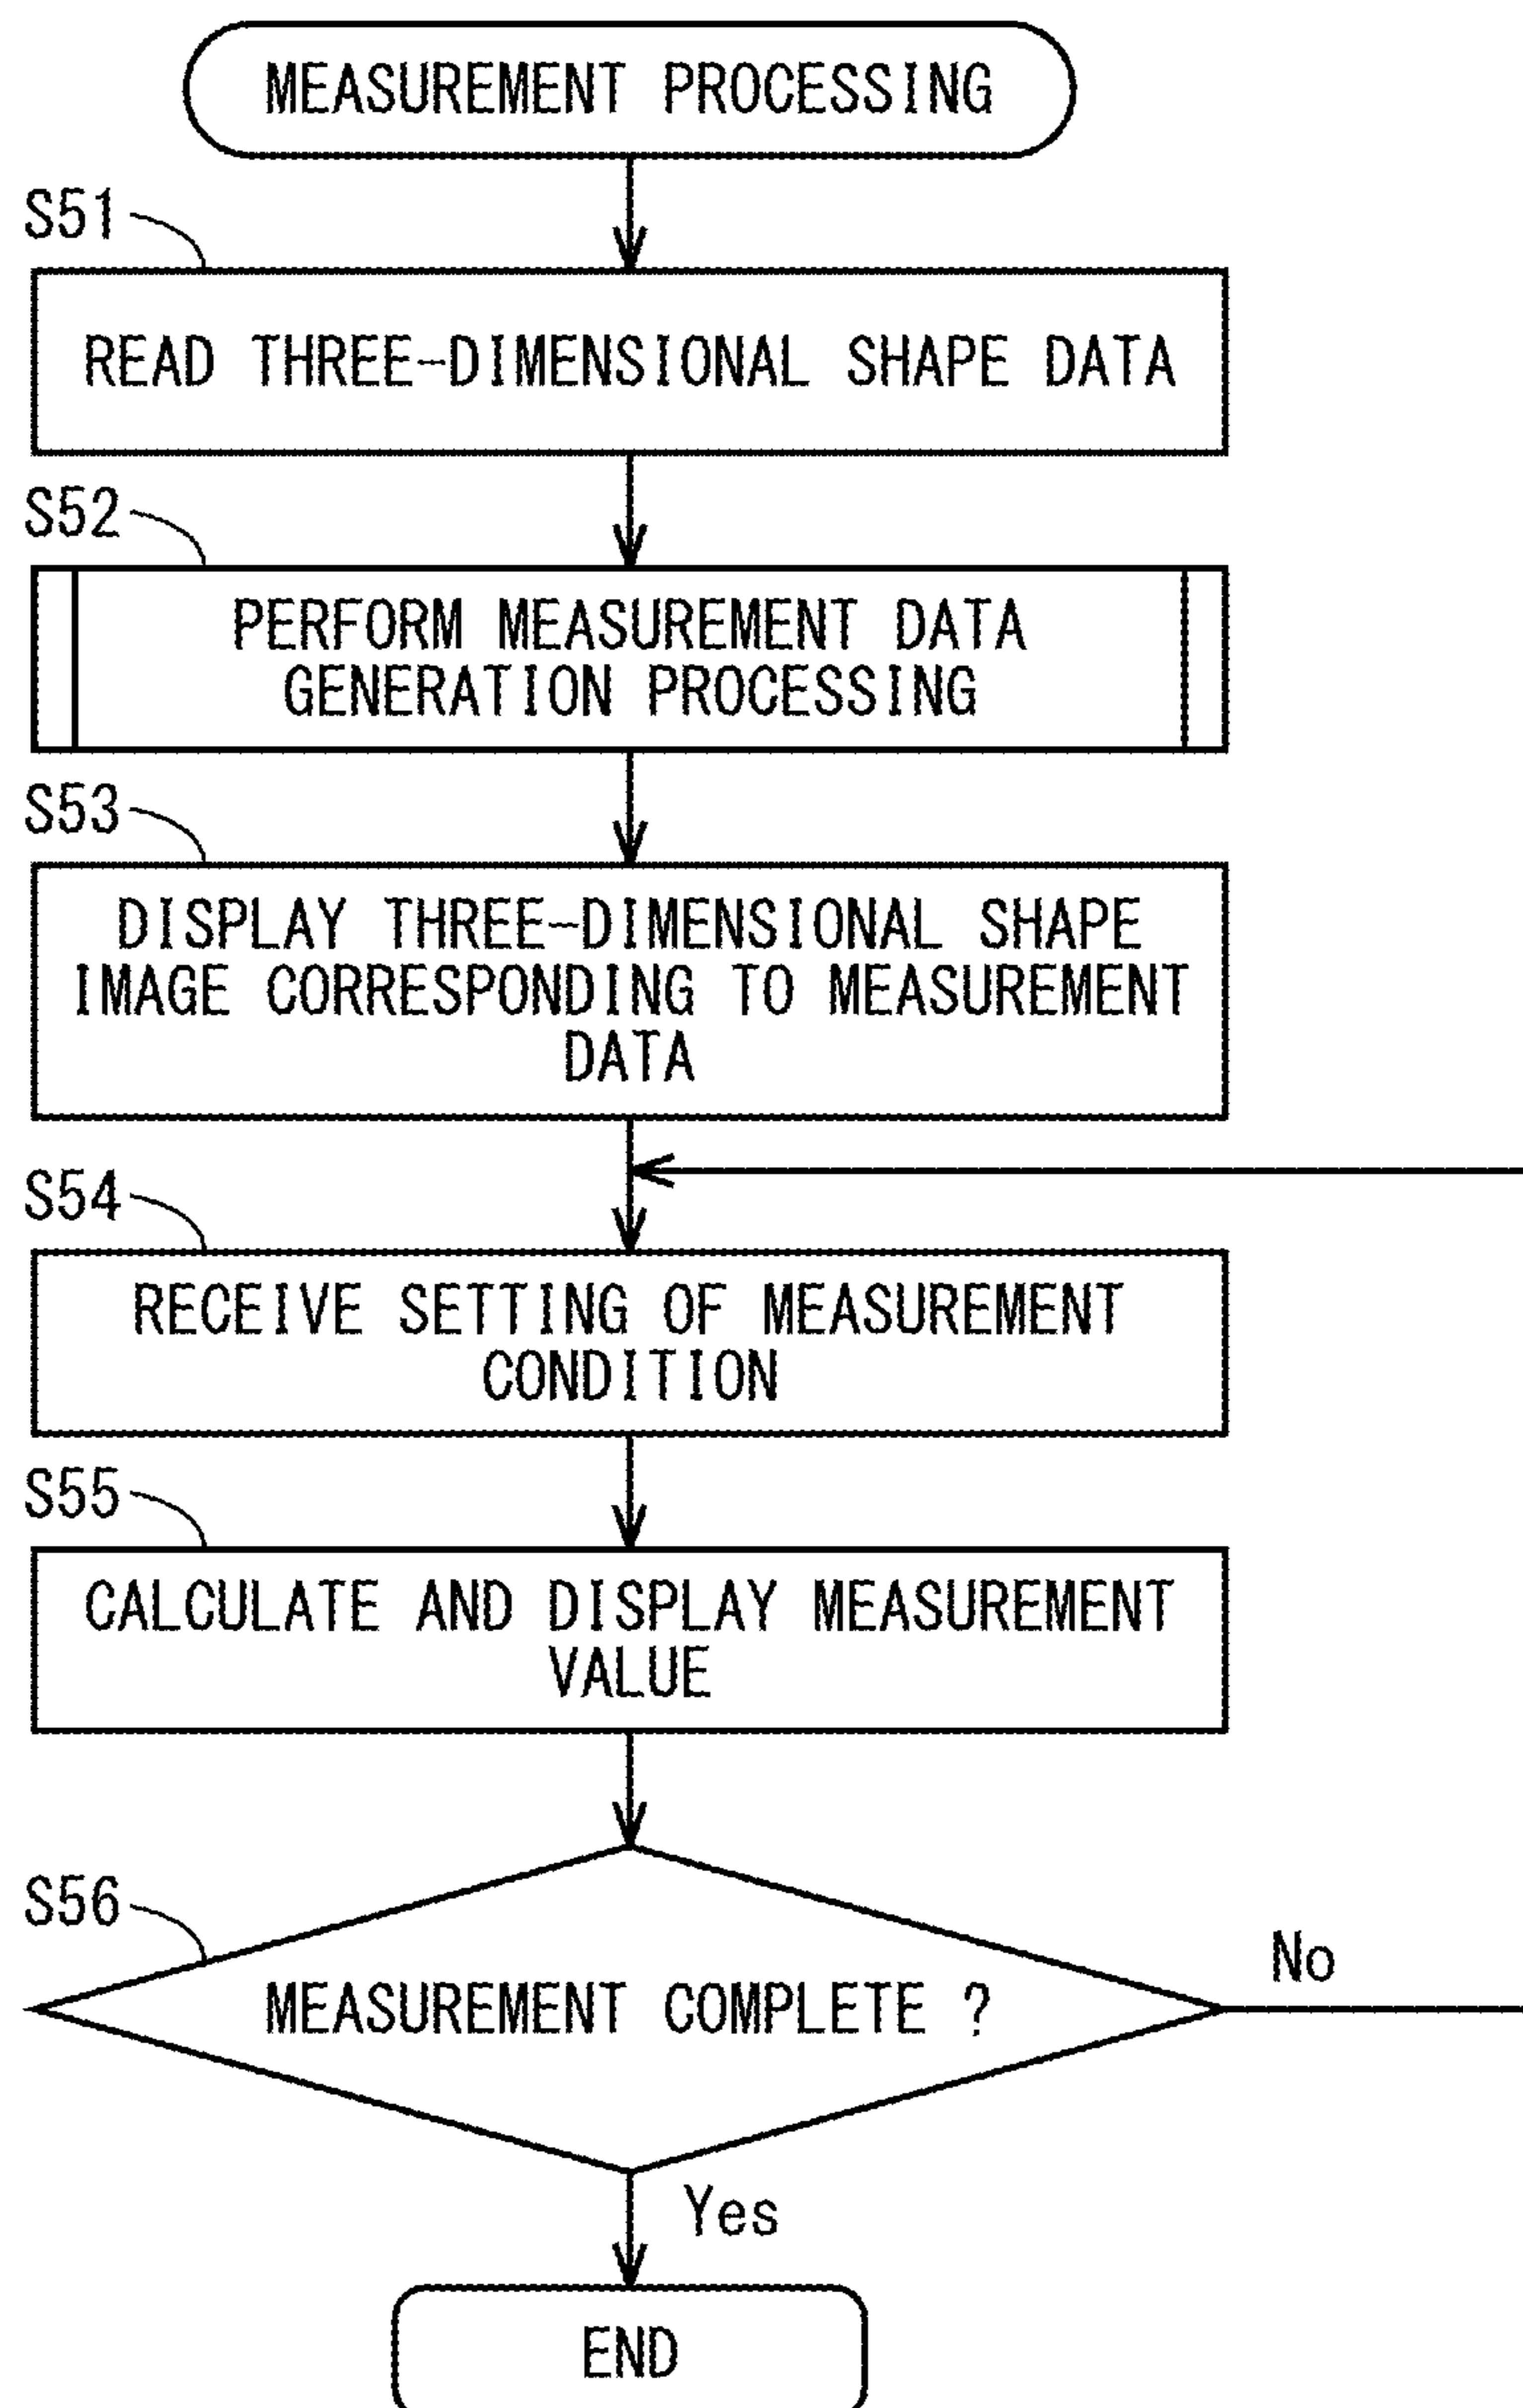 MEASUREMENT PROCESSING
S51
READ THREE-DIMENSIONAL SHAPE DATA
S52
PERFORM MEASUREMENT DATA
GENERATION PROCESSING
S53
DISPLAY THREE-DIMENSIONAL SHAPE
IMAGE CORRESPONDING TO MEASUREMENT
DATA
S54
RECEIVE SETTING OF MEASUREMENT
CONDITION
S55
CALCULATE AND DISPLAY MEASUREMENT
VALUE
S56
MEASUREMENT COMPLETE ?
No
Yes
END